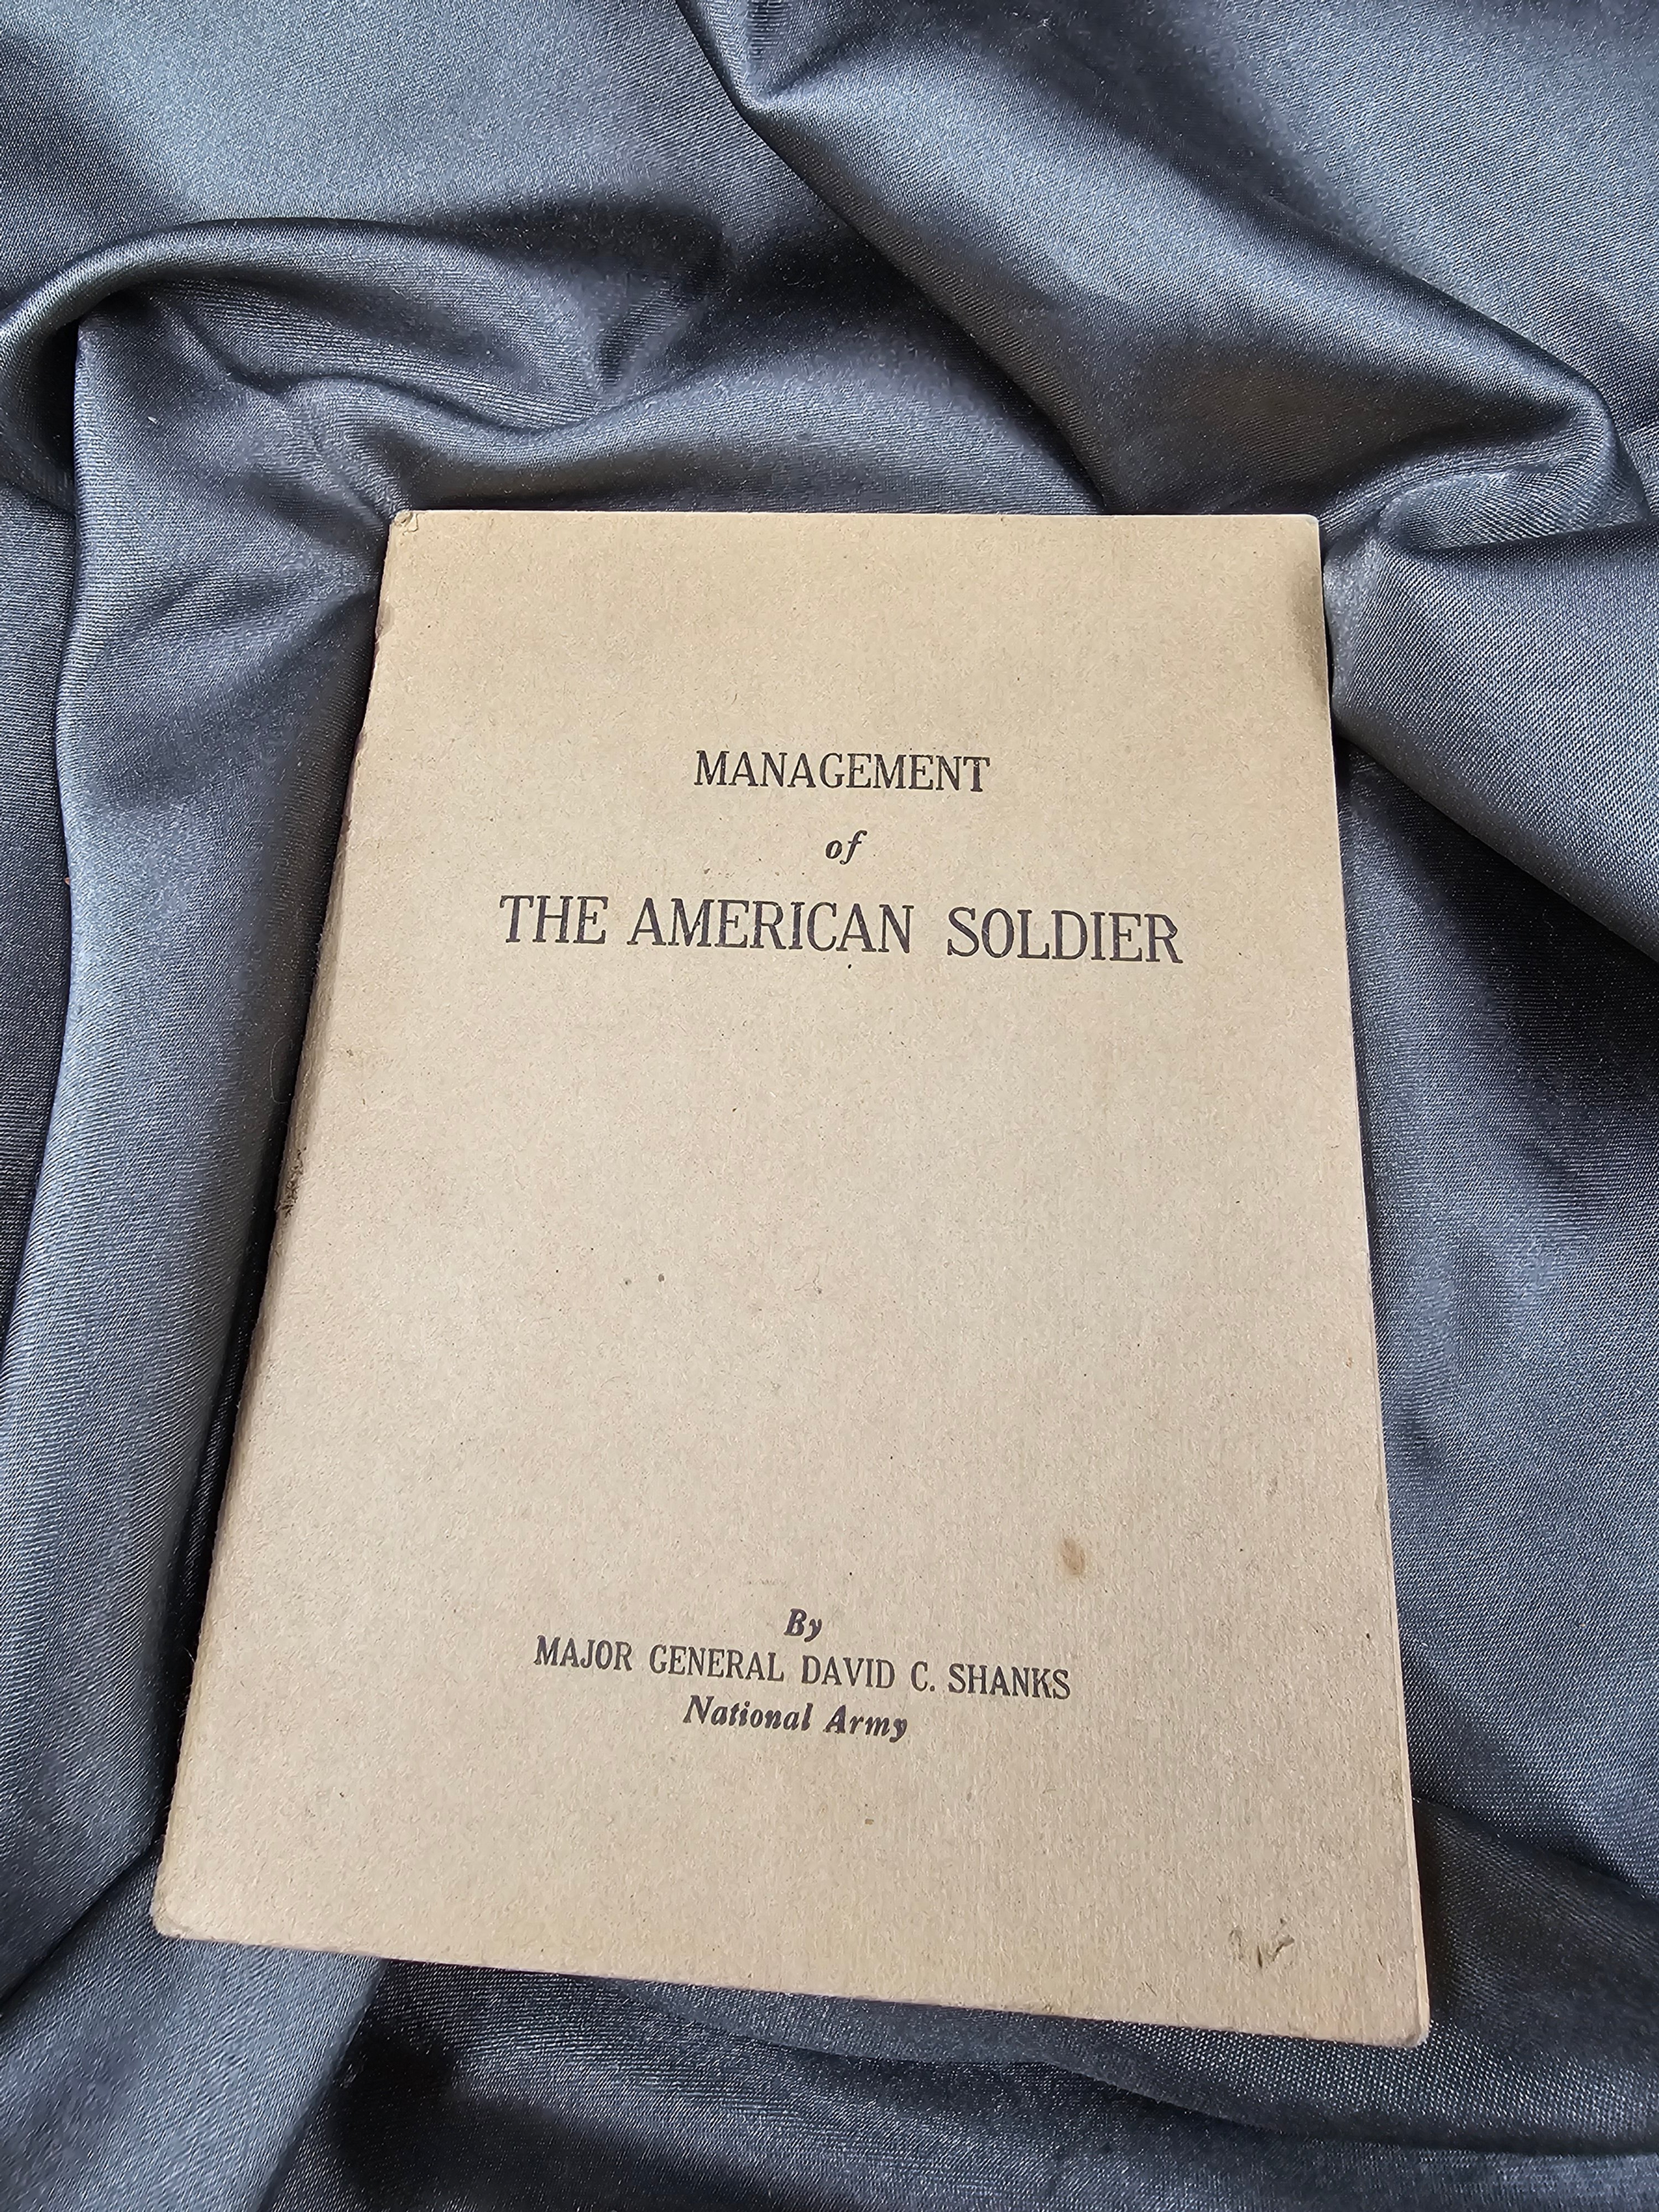 MANAGEMENT
of
THE AMERICAN SOLDIER
By
MAJOR GENERAL DAVID C. SHANKS
National Army